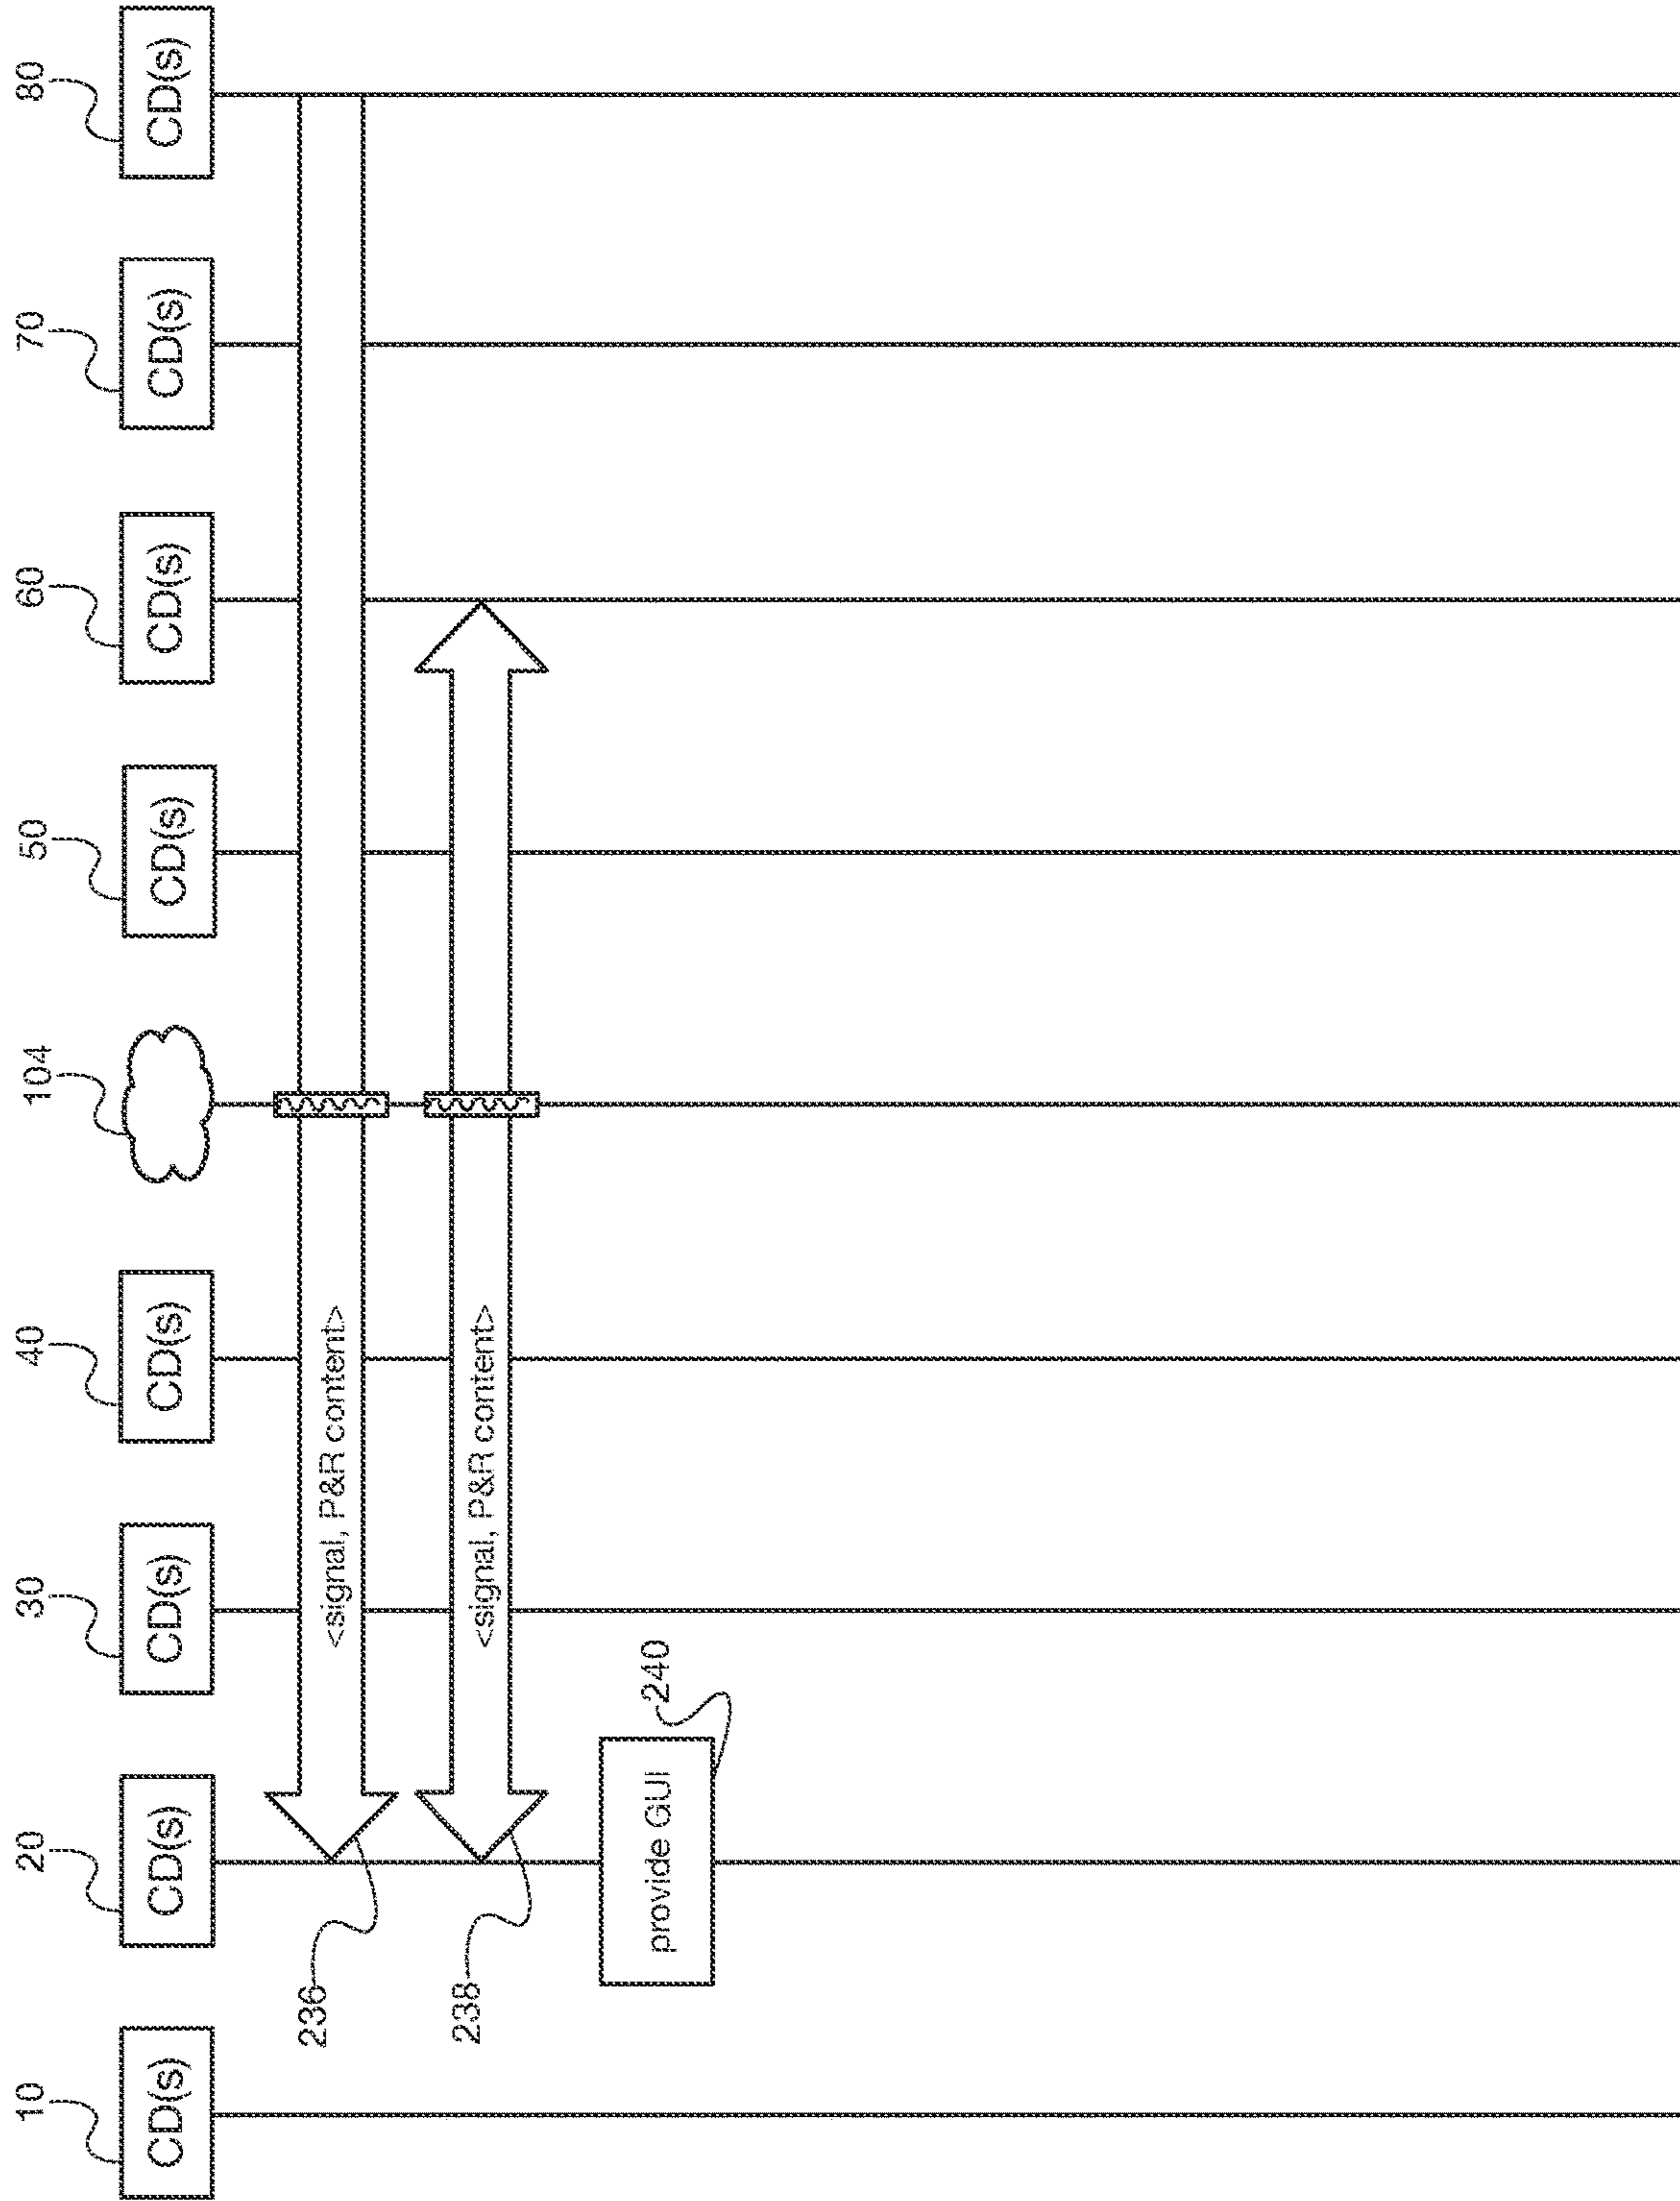 10
20
30
40
104
50
60
70
80
CD(s)
CD(s)
CD(s)
CD(s)
CD(s)
CD(s)
CD(s)
CD(s)
236
<signal, P&R content>
238
<signal, P&R content>
provide GUI
240